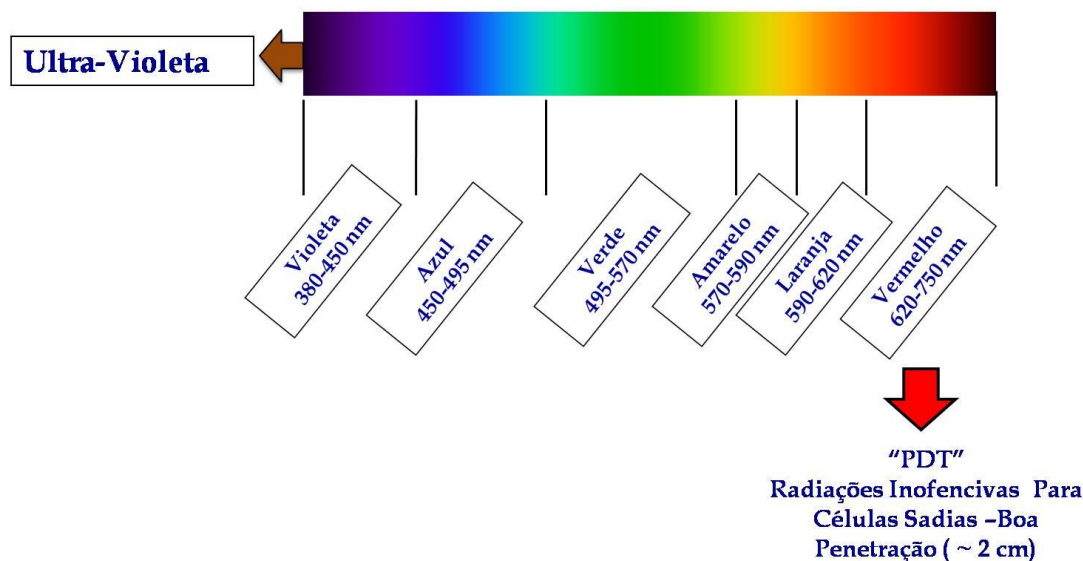 Ultra-Violeta
Violeta
380-450 nm
Azul
450-495 nm
Verde
495-570 nm
Amarelo
570-590 nm
Laranja
590-620 nm
Vermelho
620-750 nm
“PDT”
Radiações Inofencivas Para
Células Sadias –Boa
Penetração ( ~ 2 cm)